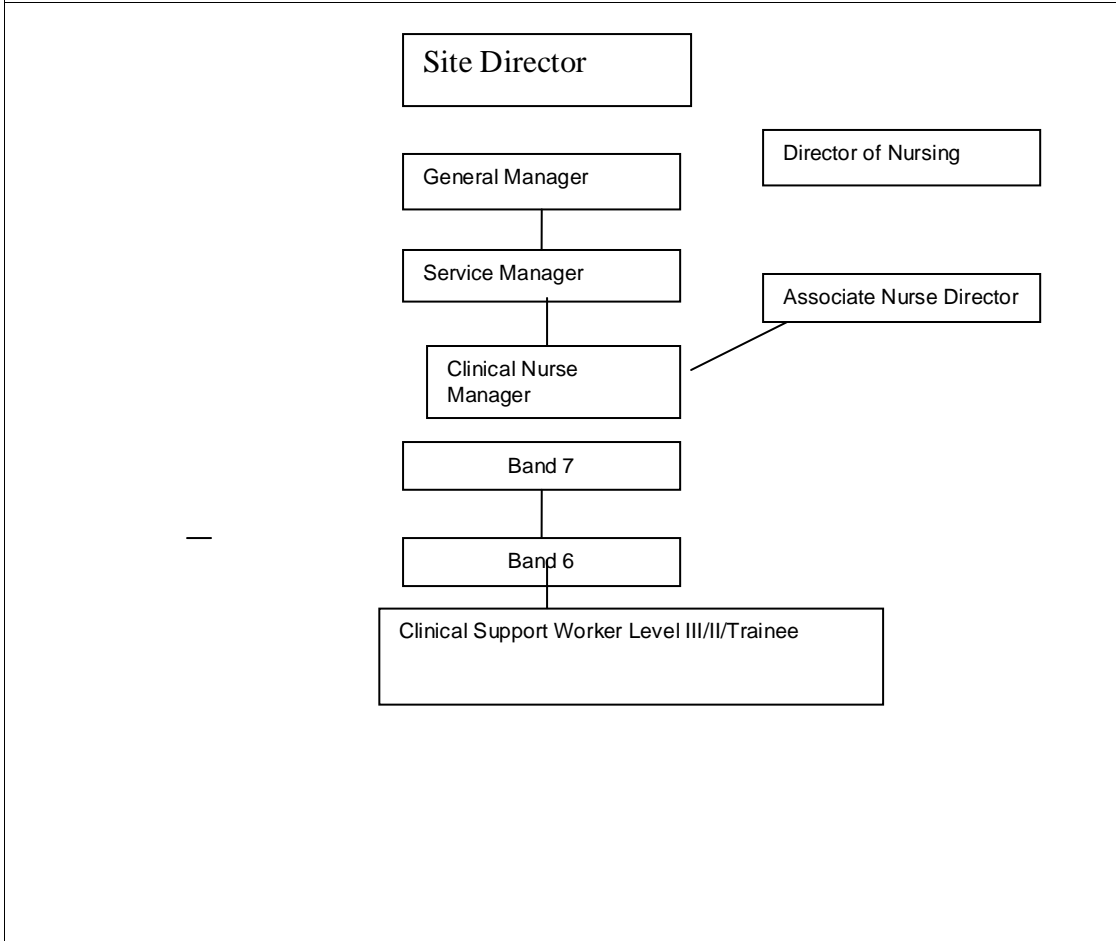 Site Director
Director of Nursing
General Manager
Service Manager
Associate Nurse Director
Clinical Nurse
Manager
Band 7
Band 6
Clinical Support Worker Level III/II/Trainee